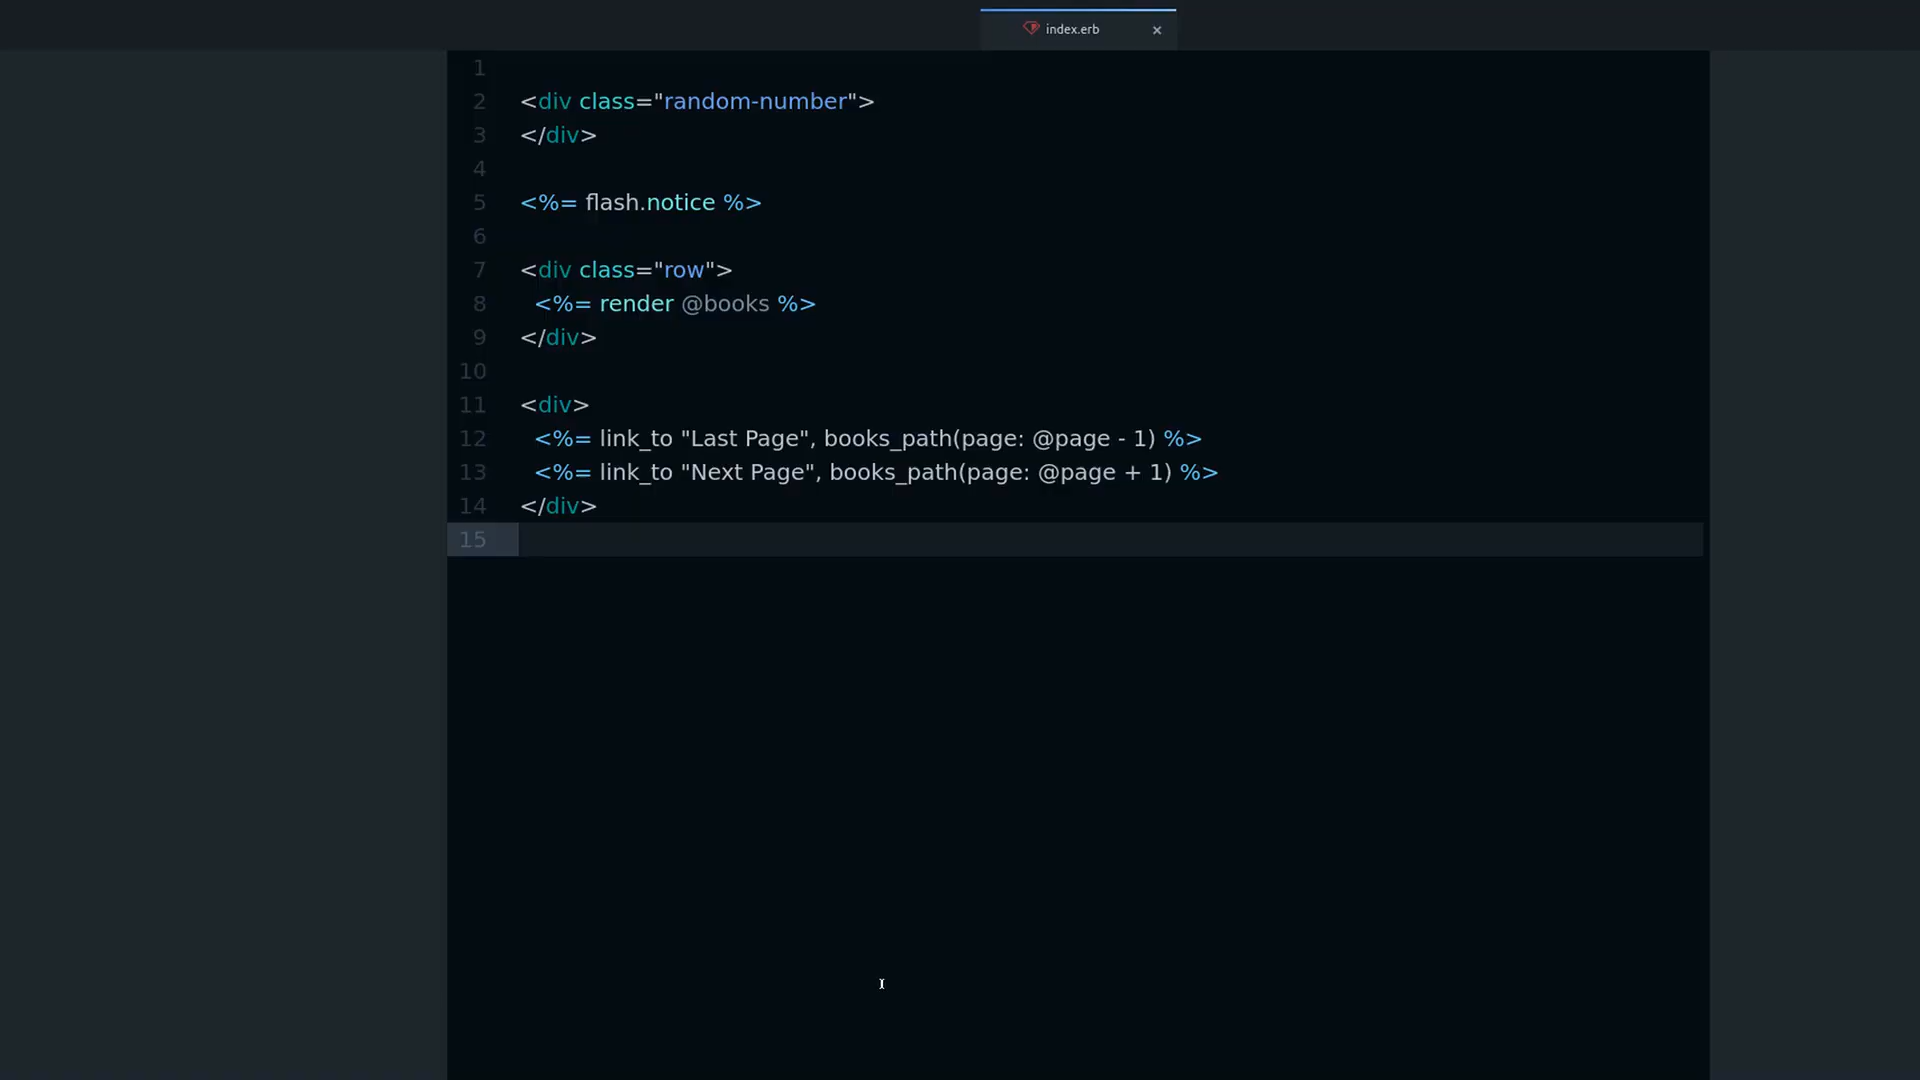 index.erb ×
1
2 <div class="random-number">
3 </div>
4
5 <%= flash.notice %>
6
7 <div class="row">
8   <%= render @books %>
9 </div>
10
11 <div>
12   <%= link_to "Last Page", books_path(page: @page - 1) %>
13   <%= link_to "Next Page", books_path(page: @page + 1) %>
14 </div>
15